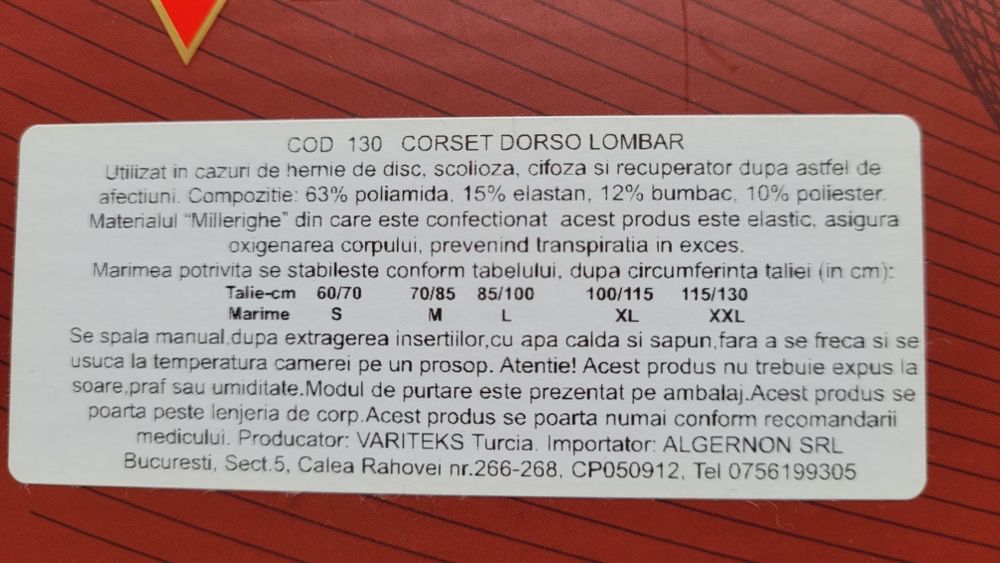 COD 130 CORSET DORSO LOMBAR
Utilizat in cazuri de hernie de disc, scolioza, cifoza si recuperator dupa astfel de
afectiuni. Compozitie: 63% poliamida, 15% elastan, 12% bumbac, 10% poliester.
Materialul "Millerighe" din care este confectionat acest produs este elastic, asigura
oxigenarea corpului, prevenind transpiratia in exces.
Marimea potrivita se stabileste conform tabelului, dupa circumferinta taliei (in cm):
Talie-cm 60/70 70/85 85/100 100/115 115/130
Marime S M L XL XXL
Se spala manual,dupa extragerea insertiilor,cu apa calda si sapun,fara a se freca si se
usuca la temperatura camerei pe un prosop. Atentie! Acest produs nu trebuie expus la
soare,praf sau umiditate.Modul de purtare este prezentat pe ambalaj.Acest produs se
poarta peste lenjeria de corp.Acest produs se poarta numai conform recomandarii
medicului. Producator: VARITEKS Turcia. Importator: ALGERNON SRL
Bucuresti, Sect.5, Calea Rahovei nr.266-268, CP050912, Tel 0756199305